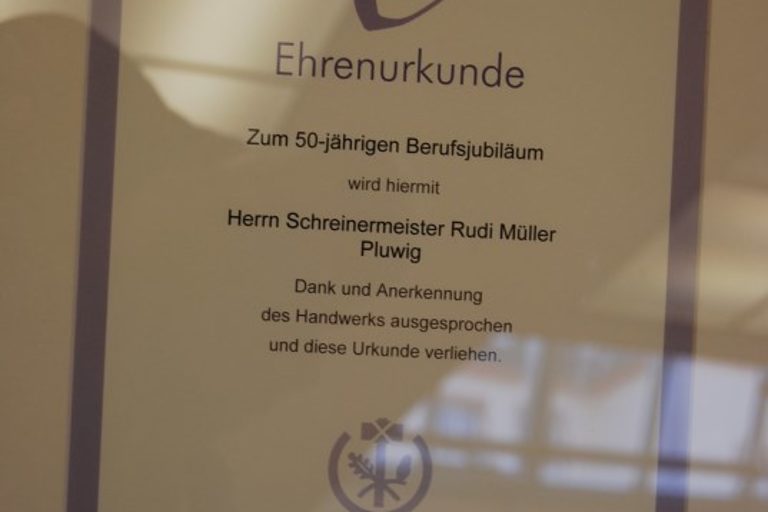 Ehrenurkunde
Zum 50-jährigen Berufsjubiläum
wird hiermit
Herrn Schreinermeister Rudi Müller
Pluwig
Dank und Anerkennung
des Handwerks ausgesprochen
und diese Urkunde verliehen.